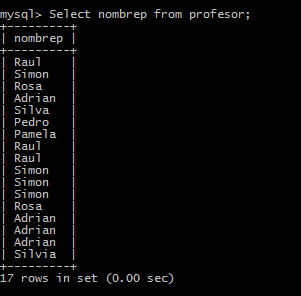 mysql> Select nombrep from profesor;
+---------+
| nombrep |
+---------+
| Raul    |
| Simon   |
| Rosa    |
| Adrian  |
| Silva   |
| Pedro   |
| Pamela  |
| Raul    |
| Raul    |
| Simon   |
| Simon   |
| Simon   |
| Rosa    |
| Adrian  |
| Adrian  |
| Adrian  |
| Silvia  |
+---------+
17 rows in set (0.00 sec)